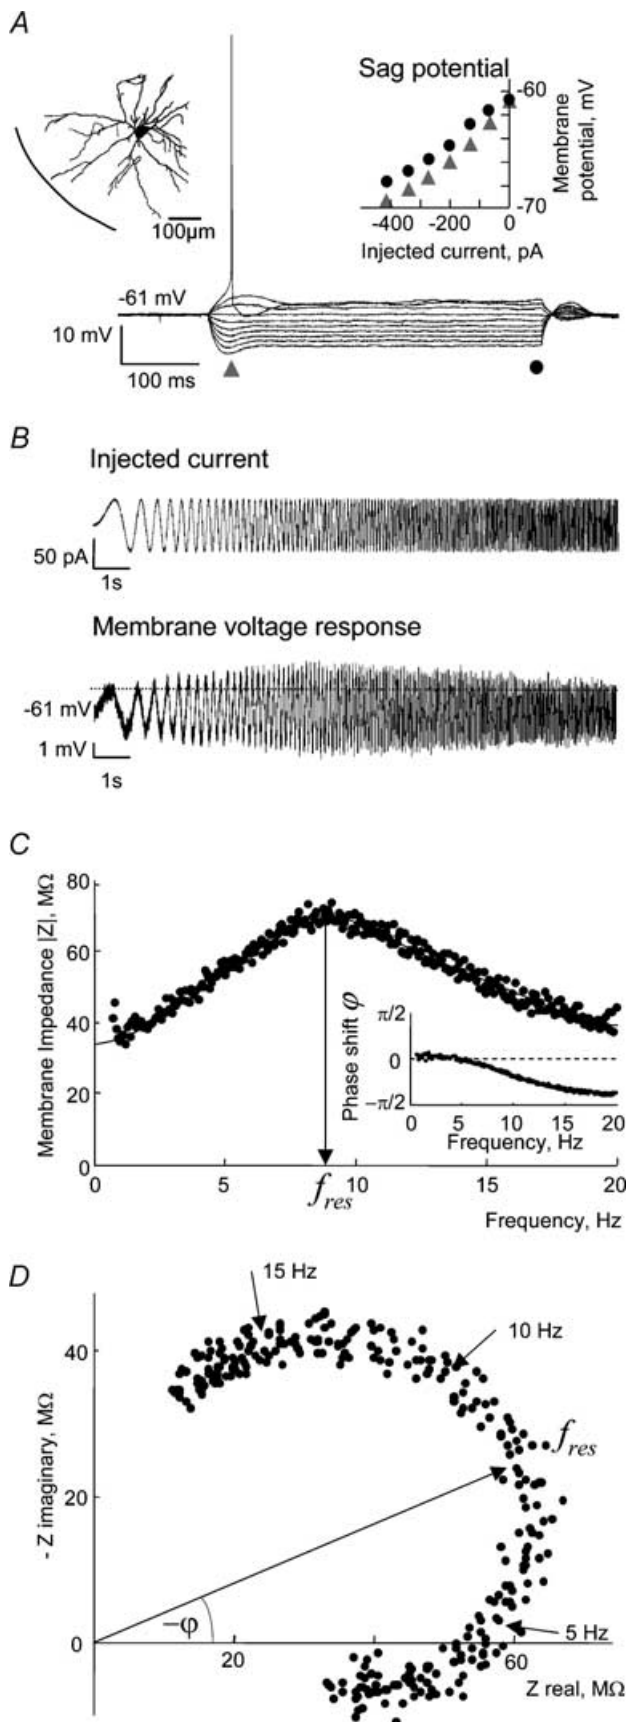 A
Sag potential
-60
Membrane
potential, mV
-70
-400 -200 0
Injected current, pA
100µm
-61 mV
10 mV
100 ms
B
Injected current
50 pA
1s
Membrane voltage response
-61 mV
1 mV
1s
C
Membrane Impedance |Z|, MΩ
80
60
40
20
0
0 5 10 15 20
fres
Frequency, Hz
Phase shift φ
π/2
0
−π/2
0 5 10 15 20
Frequency, Hz
D
- Z imaginary, MΩ
40
20
0
15 Hz
10 Hz
fres
5 Hz
−φ
20 60
Z real, MΩ